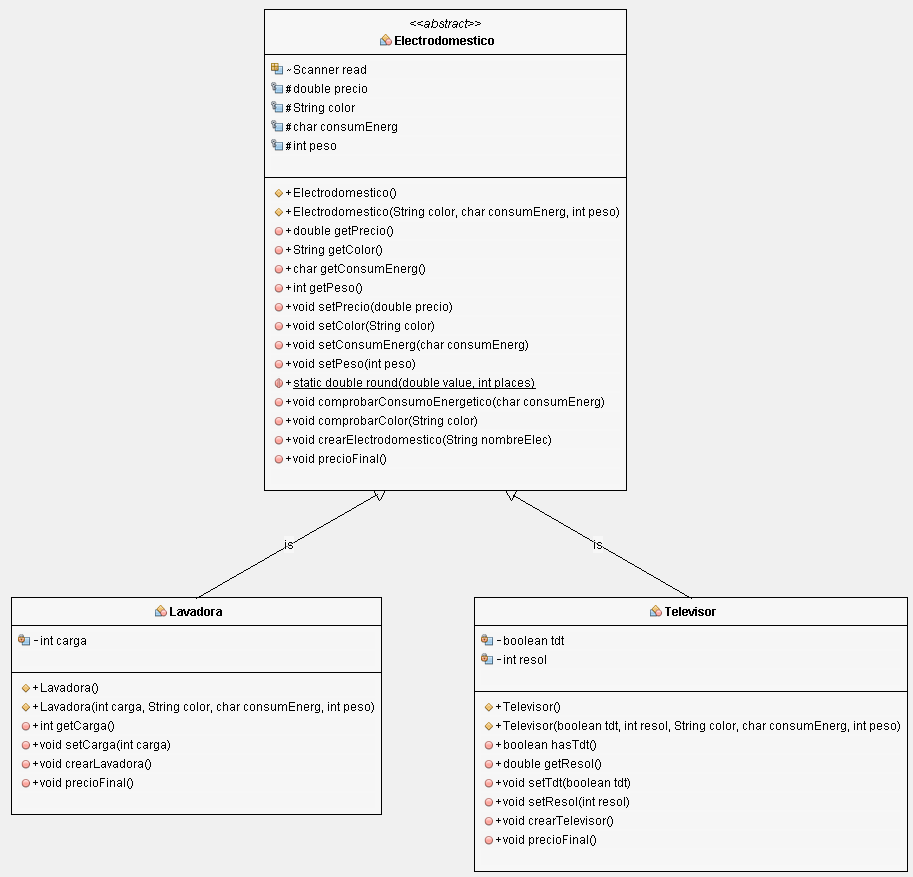 <<abstract>>
Electrodomestico
~Scanner read
#double precio
#String color
#char consumEnerg
#int peso
+Electrodomestico()
+Electrodomestico(String color, char consumEnerg, int peso)
+double getPrecio()
+String getColor()
+char getConsumEnerg()
+int getPeso()
+void setPrecio(double precio)
+void setColor(String color)
+void setConsumEnerg(char consumEnerg)
+void setPeso(int peso)
+static double round(double value, int places)
+void comprobarConsumoEnergetico(char consumEnerg)
+void comprobarColor(String color)
+void crearElectrodomestico(String nombreElec)
+void precioFinal()
is
is
Lavadora
-int carga
+Lavadora()
+Lavadora(int carga, String color, char consumEnerg, int peso)
+int getCarga()
+void setCarga(int carga)
+void crearLavadora()
+void precioFinal()
Televisor
-boolean tdt
-int resol
+Televisor()
+Televisor(boolean tdt, int resol, String color, char consumEnerg, int peso)
+boolean hasTdt()
+double getResol()
+void setTdt(boolean tdt)
+void setResol(int resol)
+void crearTelevisor()
+void precioFinal()